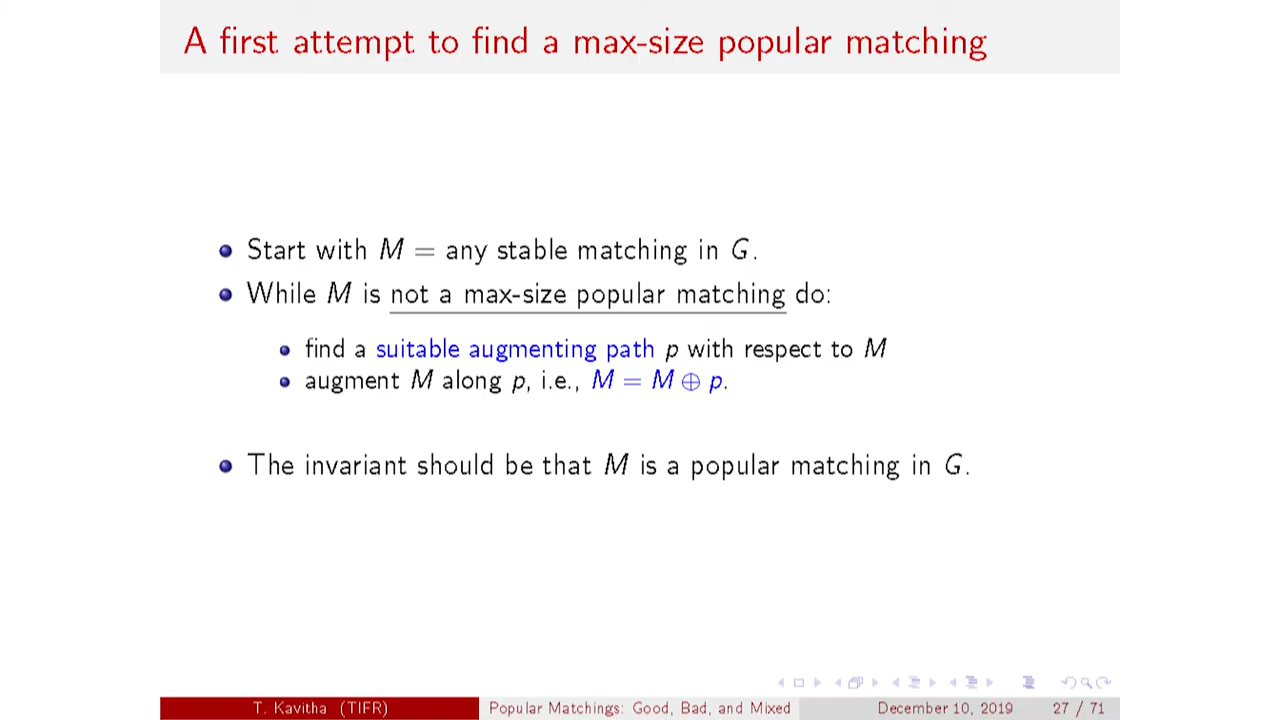 A first attempt to find a max-size popular matching
Start with M = any stable matching in G.
While M is not a max-size popular matching do:
find a suitable augmenting path p with respect to M
augment M along p, i.e., M = M ⊕ p.
The invariant should be that M is a popular matching in G.
T. Kavitha (TIFR) Popular Matchings: Good, Bad, and Mixed December 10, 2019 27 / 71